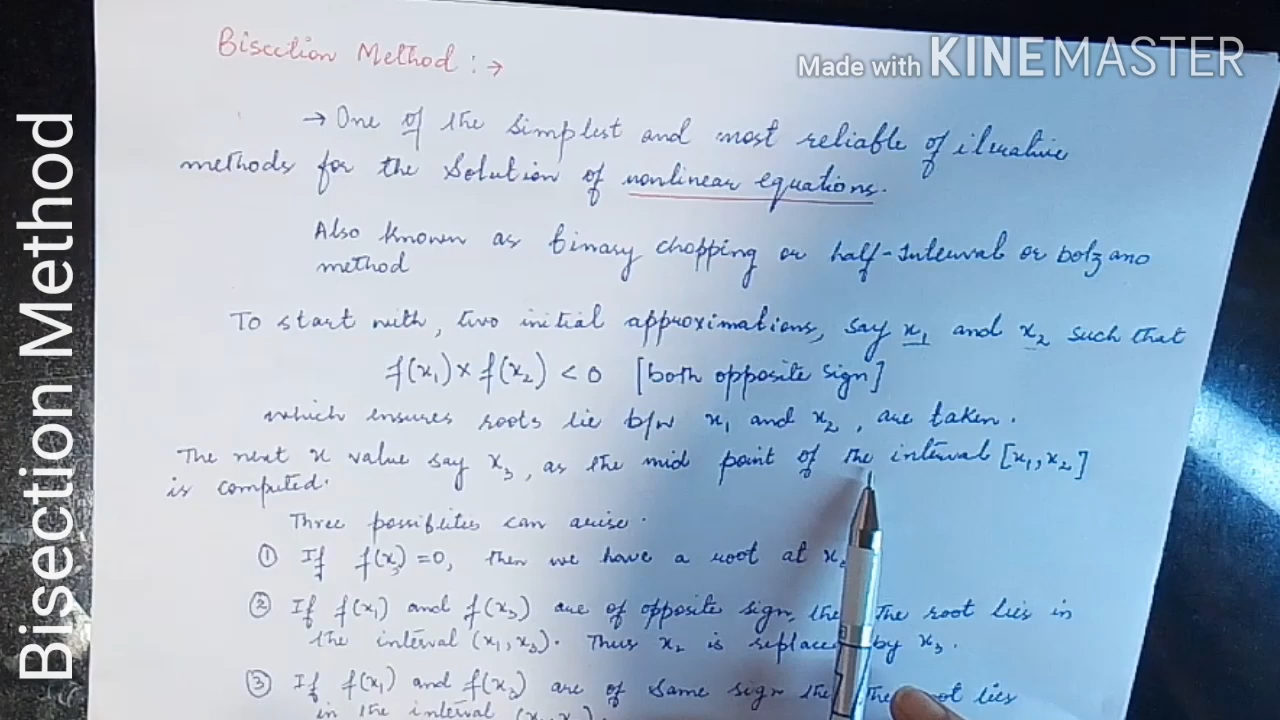 Bisection Method
Made with KINEMASTER
Bisection Method :→
→ One of the simplest and most reliable of iterative
methods for the solution of nonlinear equations.
Also known as binary chopping or half-Interval or bolzano
method
To start with, two initial approximations, say x₁ and x₂ such that
f(x₁) × f(x₂) < 0 [both opposite sign]
which ensures roots lie b/w x₁ and x₂, are taken.
The next x value say x₃, as the mid point of the interval [x₁, x₂]
is computed.
Three possiblities can arise.
① If f(x₃) = 0, then we have a root at
② If f(x₁) and f(x₃) are of opposite sign, the root lies in
the interval (x₁, x₃). Thus x₂ is replaced by x₃.
③ If f(x₁) and f(x₃) are of same sign the lies
in the interval